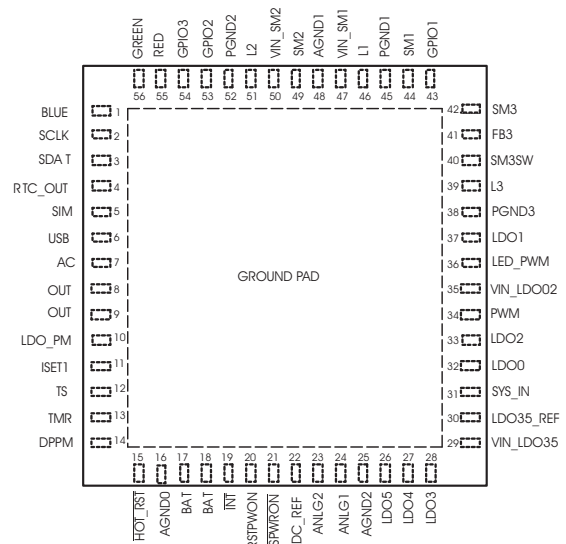 GREEN
RED
GPIO3
GPIO2
PGND2
L2
VIN_SM2
SM2
AGND1
VIN_SM1
L1
PGND1
SM1
GPIO1
56 55 54 53 52 51 50 49 48 47 46 45 44 43
BLUE 1
SCLK 2
SDAT 3
RTC_OUT 4
SIM 5
USB 6
AC 7
OUT 8
OUT 9
LDO_PM 10
ISET1 11
TS 12
TMR 13
DPPM 14
GROUND PAD
42 SM3
41 FB3
40 SM3SW
39 L3
38 PGND3
37 LDO1
36 LED_PWM
35 VIN_LDO02
34 PWM
33 LDO2
32 LDO0
31 SYS_IN
30 LDO35_REF
29 VIN_LDO35
15 16 17 18 19 20 21 22 23 24 25 26 27 28
HOT_RST
AGND0
BAT
BAT
INT
RSTPWON
SPWRON
DC_REF
ANLG2
ANLG1
AGND2
LDO5
LDO4
LDO3